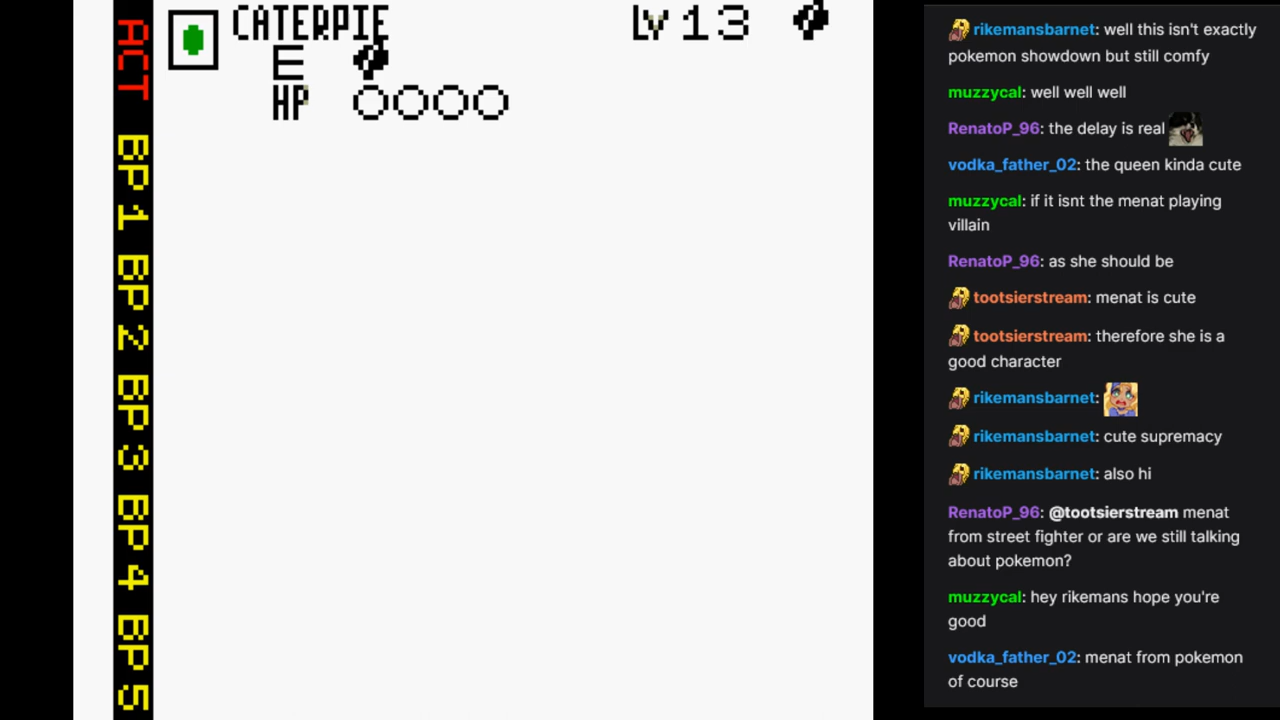 ACT BP1 BP2 BP3 BP4 BP5
CATERPIE Lv13
E
HP
rikemansbarnet: well this isn't exactly
pokemon showdown but still comfy
muzzycal: well well well
RenatoP_96: the delay is real
vodka_father_02: the queen kinda cute
muzzycal: if it isnt the menat playing
villain
RenatoP_96: as she should be
tootsierstream: menat is cute
tootsierstream: therefore she is a
good character
rikemansbarnet:
rikemansbarnet: cute supremacy
rikemansbarnet: also hi
RenatoP_96: @tootsierstream menat
from street fighter or are we still talking
about pokemon?
muzzycal: hey rikemans hope you're
good
vodka_father_02: menat from pokemon
of course